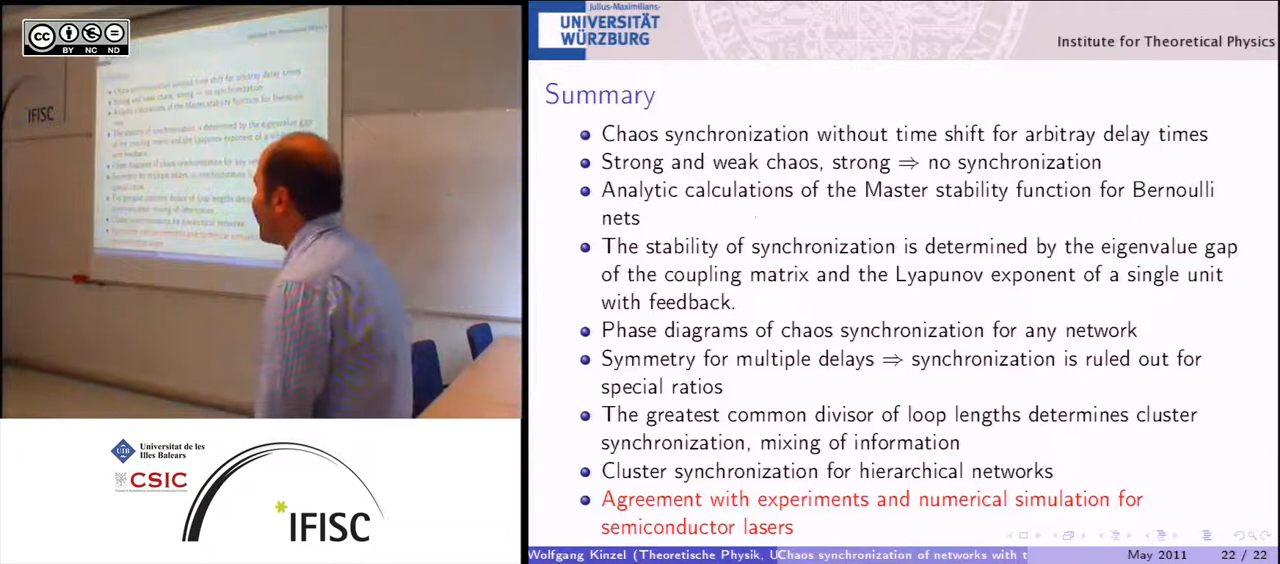 cc
BY NC ND
IFISC
Universitat de les
Illes Balears
UIB
CSIC
IFISC
Julius-Maximilians-
UNIVERSITÄT
WÜRZBURG
Institute for Theoretical Physics
Summary
Chaos synchronization without time shift for arbitray delay times
Strong and weak chaos, strong ⇒ no synchronization
Analytic calculations of the Master stability function for Bernoulli
nets
The stability of synchronization is determined by the eigenvalue gap
of the coupling matrix and the Lyapunov exponent of a single unit
with feedback.
Phase diagrams of chaos synchronization for any network
Symmetry for multiple delays ⇒ synchronization is ruled out for
special ratios
The greatest common divisor of loop lengths determines cluster
synchronization, mixing of information
Cluster synchronization for hierarchical networks
Agreement with experiments and numerical simulation for
semiconductor lasers
Wolfgang Kinzel (Theoretische Physik, U
Chaos synchronization of networks with t
May 2011
22 / 22